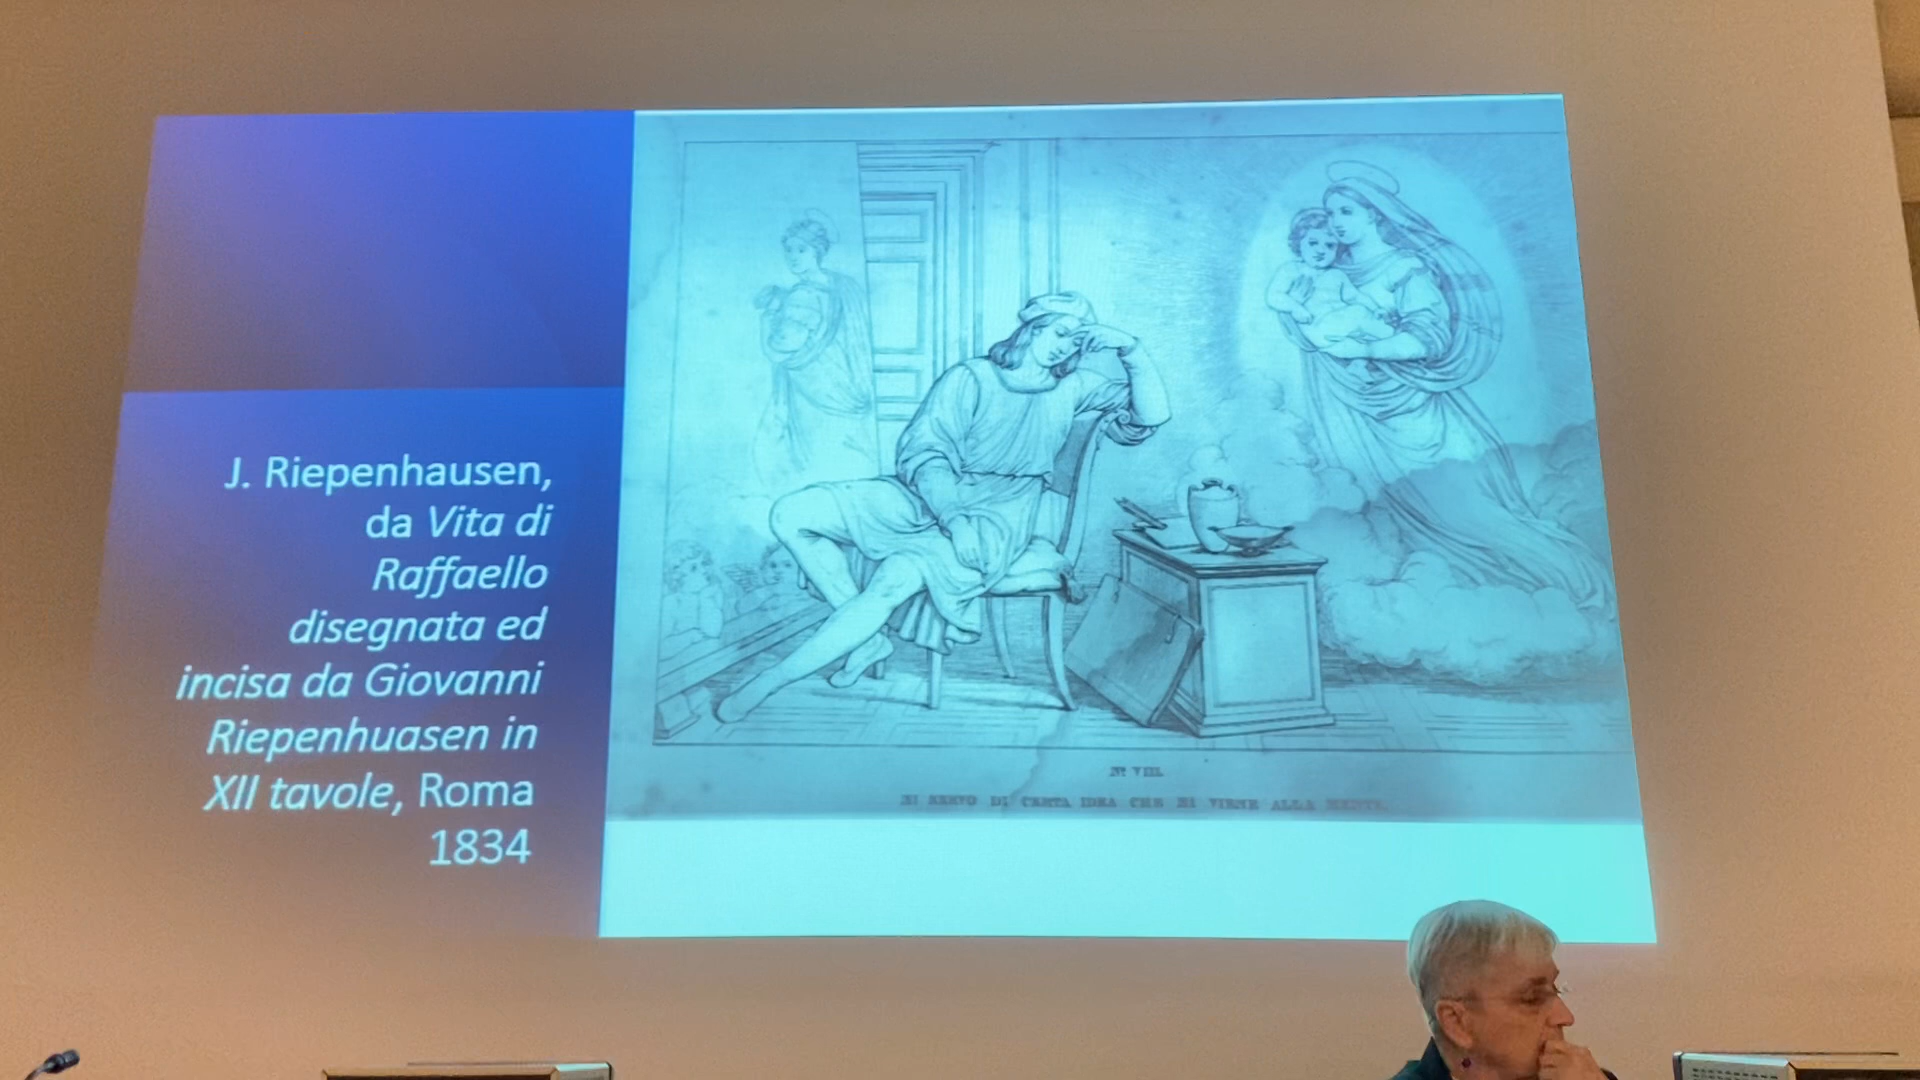 J. Riepenhausen,
da Vita di
Raffaello
disegnata ed
incisa da Giovanni
Riepenhuasen in
XII tavole, Roma
1834
Nº VIII.
MI SERVO DI CERTA IDEA CHE MI VIENE ALLA MENTE.